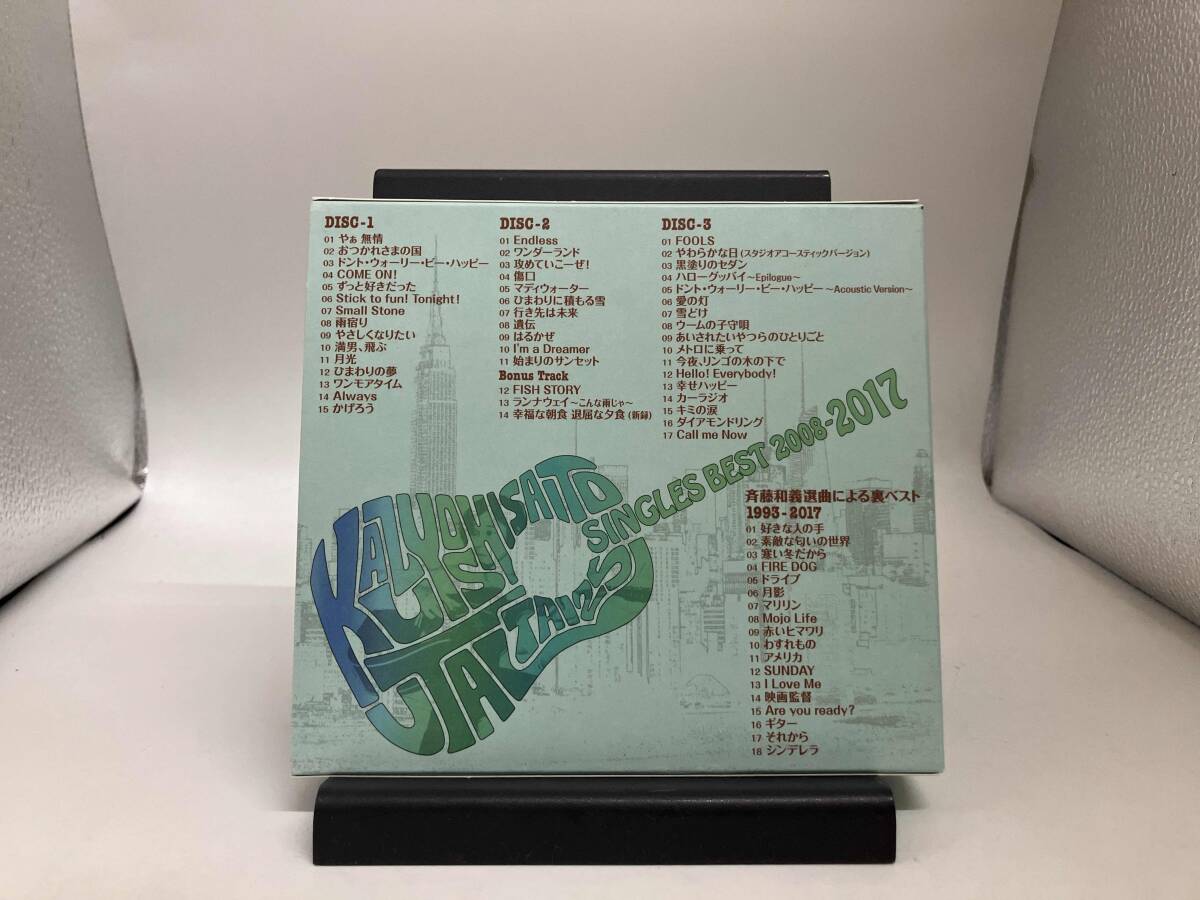 DISC-1
01 やぁ 無情
02 おつかれさまの国
03 ドント・ウォーリー・ビー・ハッピー
04 COME ON!
05 ずっと好きだった
06 Stick to fun! Tonight!
07 Small Stone
08 雨宿り
09 やさしくなりたい
10 満男、飛ぶ
11 月光
12 ひまわりの夢
13 ワンモアタイム
14 Always
15 かげろう
DISC-2
01 Endless
02 ワンダーランド
03 攻めていこーぜ!
04 傷口
05 マディウォーター
06 ひまわりに積もる雪
07 行き先は未来
08 遺伝
09 はるかぜ
10 I'm a Dreamer
11 始まりのサンセット
Bonus Track
12 FISH STORY
13 ランナウェイ～こんな雨じゃ～
14 幸福な朝食 退屈な夕食 (新録)
DISC-3
01 FOOLS
02 やわらかな日 (スタジオアコースティックバージョン)
03 黒塗りのセダン
04 ハローグッバイ ～Epilogue～
05 ドント・ウォーリー・ビー・ハッピー ～Acoustic Version～
06 愛の灯
07 雪どけ
08 ウームの子守唄
09 あいされたいやつらのひとりごと
10 メトロに乗って
11 今夜、リンゴの木の下で
12 Hello! Everybody!
13 幸せハッピー
14 カーラジオ
15 キミの涙
16 ダイアモンドリング
17 Call me Now
KAZUYOSHI SAITO
SINGLES BEST 2008-2017
斉藤和義選曲による裏ベスト
1993-2017
01 好きな人の手
02 素敵な匂いの世界
03 寒い冬だから
04 FIRE DOG
05 ドライブ
06 月影
07 マリリン
08 Mojo Life
09 赤いヒマワリ
10 わすれもの
11 アメリカ
12 SUNDAY
13 I Love Me
14 映画監督
15 Are you ready?
16 ギター
17 それから
18 シンデレラ